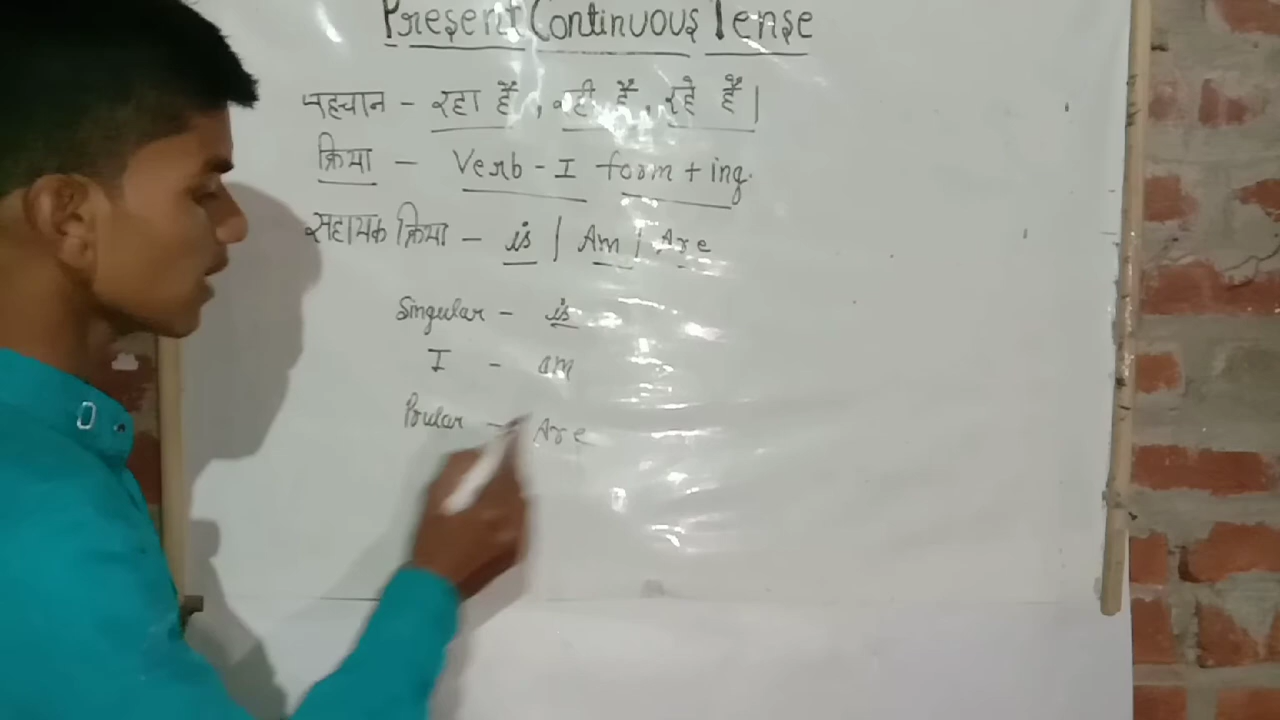 Present Continuous Tense
पहचान - रहा है, रही है, रहे हैं|
क्रिया - Verb - I form + ing.
सहायक क्रिया - is | Am | Are
Singular - is
I - am
Prular - Are